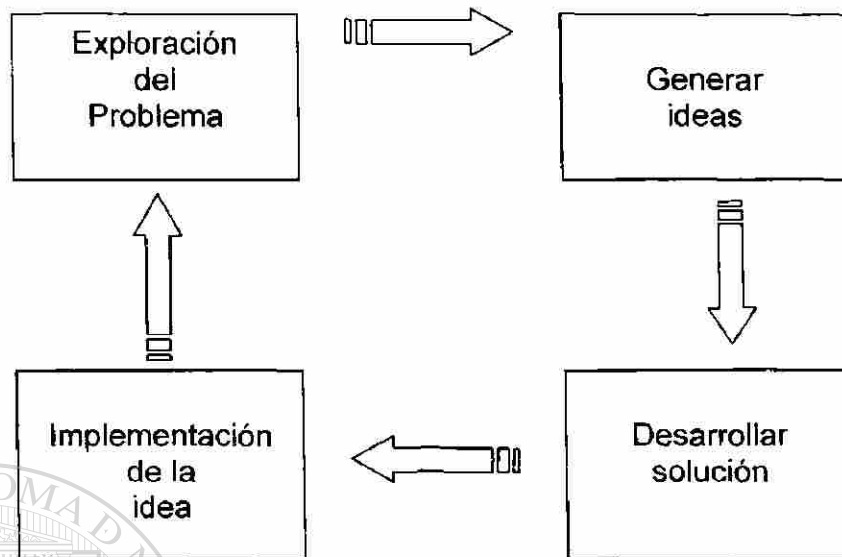 Exploración
del
Problema
Generar
ideas
Implementación
de la
idea
Desarrollar
solución